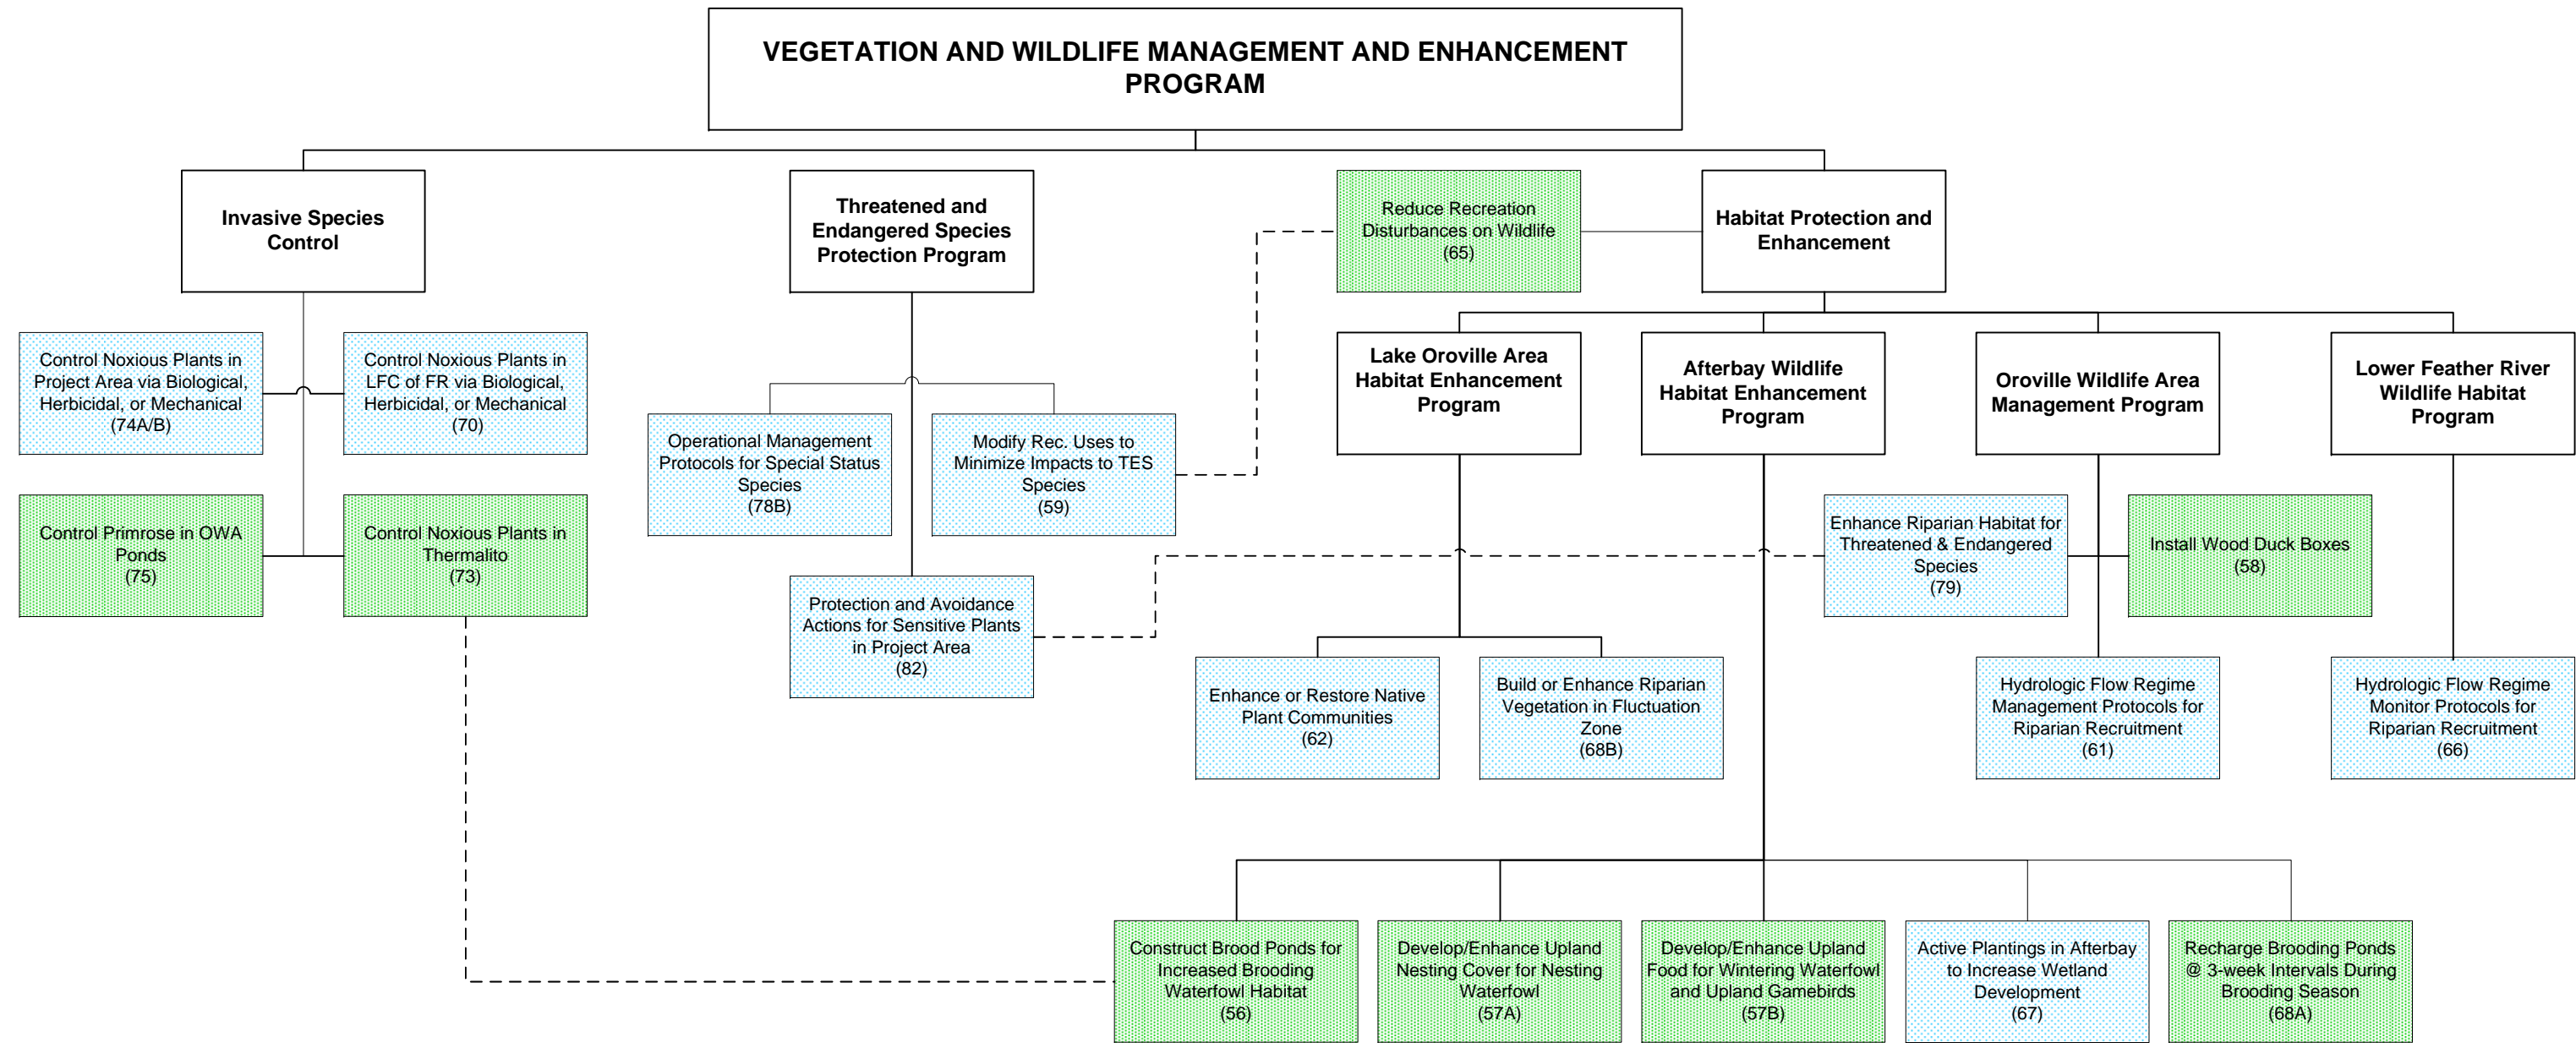 VEGETATION AND WILDLIFE MANAGEMENT AND ENHANCEMENT
PROGRAM
Invasive Species
Control
Threatened and
Endangered Species
Protection Program
Reduce Recreation
Disturbances on Wildlife
(65)
Habitat Protection and
Enhancement
Control Noxious Plants in
Project Area via Biological,
Herbicidal, or Mechanical
(74A/B)
Control Noxious Plants in
LFC of FR via Biological,
Herbicidal, or Mechanical
(70)
Lake Oroville Area
Habitat Enhancement
Program
Afterbay Wildlife
Habitat Enhancement
Program
Oroville Wildlife Area
Management Program
Lower Feather River
Wildlife Habitat
Program
Operational Management
Protocols for Special Status
Species
(78B)
Modify Rec. Uses to
Minimize Impacts to TES
Species
(59)
Control Primrose in OWA
Ponds
(75)
Control Noxious Plants in
Thermalito
(73)
Enhance Riparian Habitat for
Threatened & Endangered
Species
(79)
Install Wood Duck Boxes
(58)
Protection and Avoidance
Actions for Sensitive Plants
in Project Area
(82)
Enhance or Restore Native
Plant Communities
(62)
Build or Enhance Riparian
Vegetation in Fluctuation
Zone
(68B)
Hydrologic Flow Regime
Management Protocols for
Riparian Recruitment
(61)
Hydrologic Flow Regime
Monitor Protocols for
Riparian Recruitment
(66)
Construct Brood Ponds for
Increased Brooding
Waterfowl Habitat
(56)
Develop/Enhance Upland
Nesting Cover for Nesting
Waterfowl
(57A)
Develop/Enhance Upland
Food for Wintering Waterfowl
and Upland Gamebirds
(57B)
Active Plantings in Afterbay
to Increase Wetland
Development
(67)
Recharge Brooding Ponds
@ 3-week Intervals During
Brooding Season
(68A)